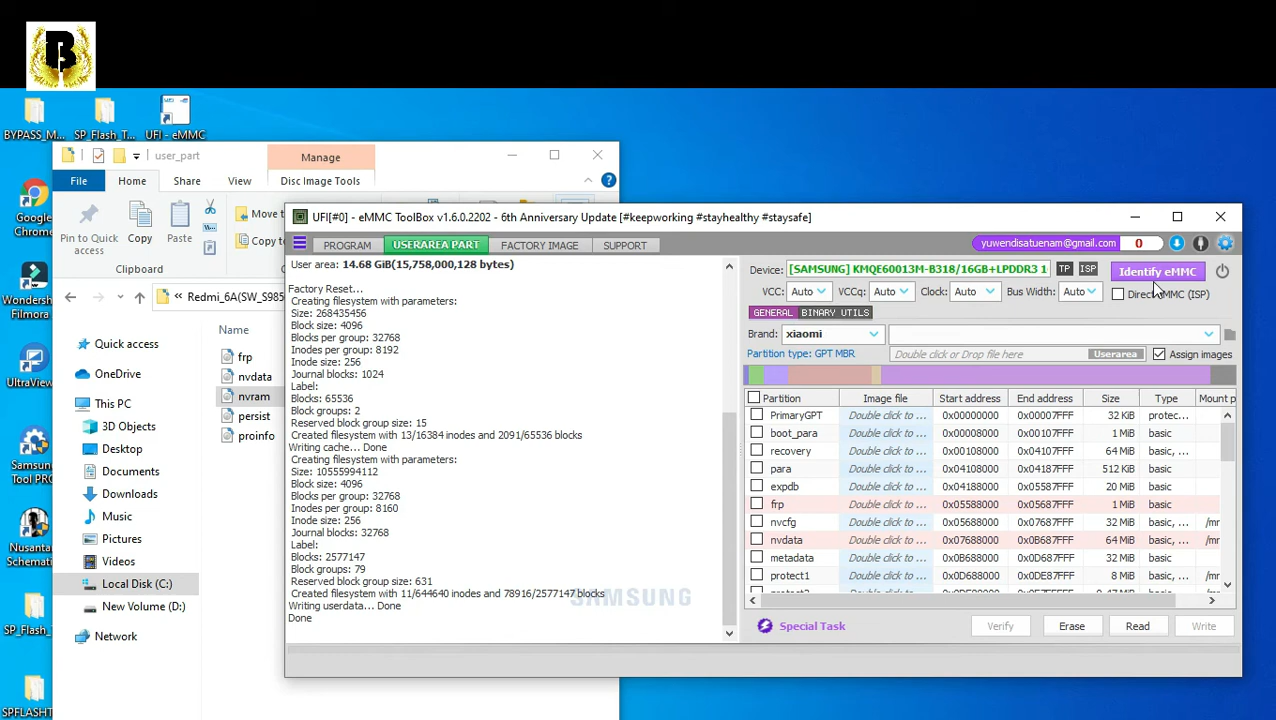 B
BYPASS_M...
SP_Flash_T...
UFI - eMMC
Google
Chrome
Wonders
Filmora
UltraView
Samsung
Tool PRO
Nusantar
Schemati
SP_Flash_
SPFLASHT
user_part
Manage
File
Home
Share
View
Disc Image Tools
Pin to Quick
access
Copy
Paste
Move to
Copy to
Clipboard
« Redmi_6A(SW_S985
Name
Quick access
OneDrive
This PC
3D Objects
Desktop
Documents
Downloads
Music
Pictures
Videos
Local Disk (C:)
New Volume (D:)
Network
frp
nvdata
nvram
persist
proinfo
UFI[#0] - eMMC ToolBox v1.6.0.2202 - 6th Anniversary Update [#keepworking #stayhealthy #staysafe]
PROGRAM
USERAREA PART
FACTORY IMAGE
SUPPORT
yuwendisatuenam@gmail.com
0
User area: 14.68 GiB(15,758,000,128 bytes)
Factory Reset...
Creating filesystem with parameters:
Size: 268435456
Block size: 4096
Blocks per group: 32768
Inodes per group: 8192
Inode size: 256
Journal blocks: 1024
Label:
Blocks: 65536
Block groups: 2
Reserved block group size: 15
Created filesystem with 13/16384 inodes and 2091/65536 blocks
Writing cache... Done
Creating filesystem with parameters:
Size: 10555994112
Block size: 4096
Blocks per group: 32768
Inodes per group: 8160
Inode size: 256
Journal blocks: 32768
Label:
Blocks: 2577147
Block groups: 79
Reserved block group size: 631
Created filesystem with 11/644640 inodes and 78916/2577147 blocks
Writing userdata... Done
Done
SAMSUNG
Device: [SAMSUNG] KMQE60013M-B318/16GB+LPDDR3 1 TP ISP Identify eMMC
VCC: Auto VCCq: Auto Clock: Auto Bus Width: Auto Direct eMMC (ISP)
GENERAL BINARY UTILS
Brand: xiaomi
Partition type: GPT MBR Double click or Drop file here Userarea Assign images
Partition Image file Start address End address Size Type Mount p
PrimaryGPT Double click to ... 0x00000000 0x00007FFF 32 KiB protec...
boot_para Double click to ... 0x00008000 0x00107FFF 1 MiB basic
recovery Double click to ... 0x00108000 0x04107FFF 64 MiB basic, ...
para Double click to ... 0x04108000 0x04187FFF 512 KiB basic
expdb Double click to ... 0x04188000 0x05587FFF 20 MiB basic
frp Double click to ... 0x05588000 0x05687FFF 1 MiB basic
nvcfg Double click to ... 0x05688000 0x07687FFF 32 MiB basic, ... /mr
nvdata Double click to ... 0x07688000 0x0B687FFF 64 MiB basic, ... /mr
metadata Double click to ... 0x0B688000 0x0D687FFF 32 MiB basic
protect1 Double click to ... 0x0D688000 0x0DE87FFF 8 MiB basic, ... /mr
Special Task
Verify
Erase
Read
Write